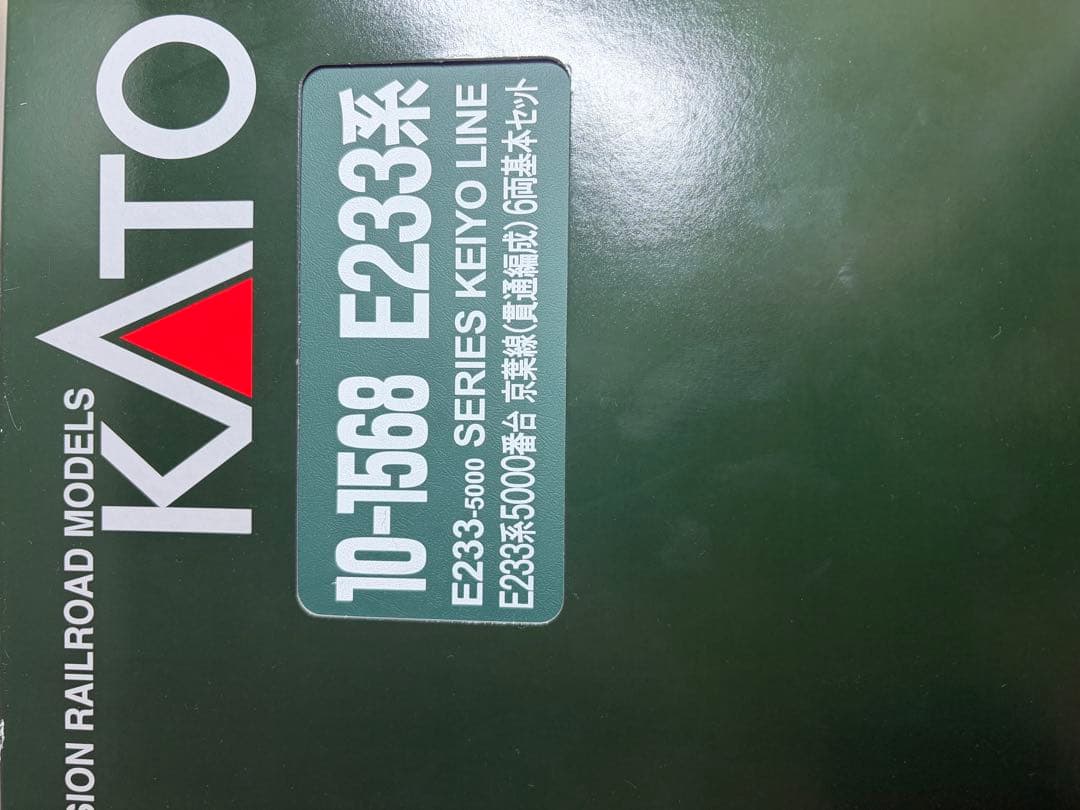 SION RAILROAD MODELS
KATO
10-1568 E233系
E233-5000 SERIES KEIYO LINE
E233系5000番台 京葉線(貫通編成) 6両基本セット